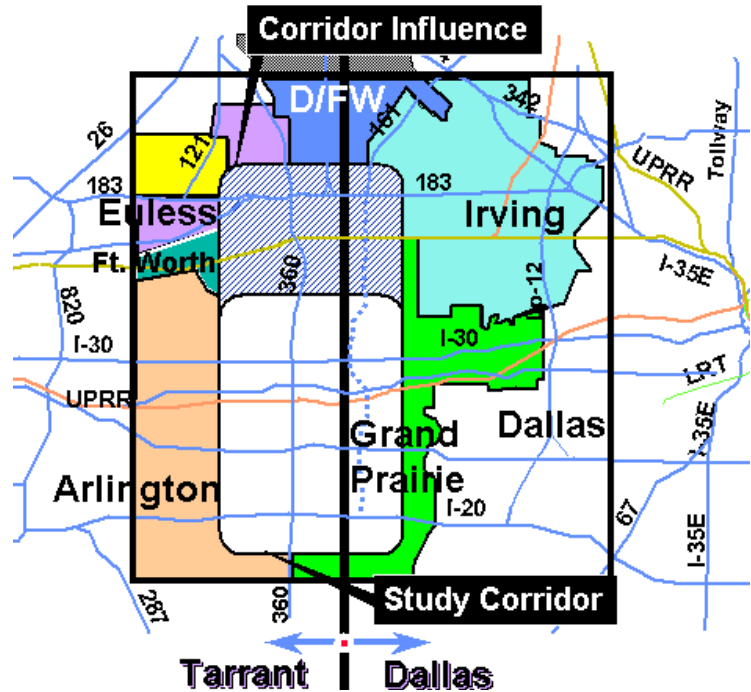 Corridor Influence
D/FW
161
342
26
121
UPRR
Tollway
183
183
Euless
Irving
Ft. Worth
360
I-35E
820
I-30
I-30
LRT
UPRR
Grand
Prairie
Dallas
I-35E
Arlington
I-20
67
I-35E
287
360
Study Corridor
Tarrant
Dallas